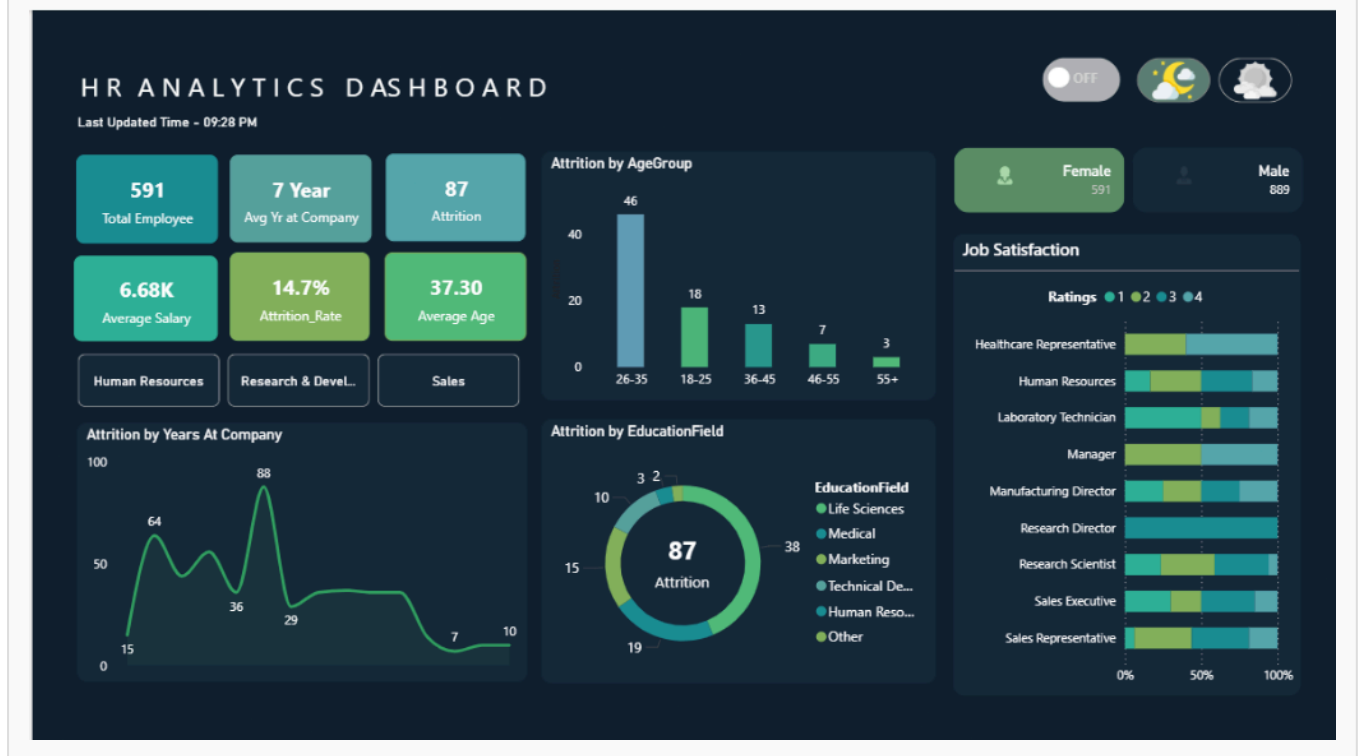 HR ANALYTICS DASHBOARD
Last Updated Time - 09:28 PM
OFF
591
Total Employee
7 Year
Avg Yr at Company
87
Attrition
6.68K
Average Salary
14.7%
Attrition_Rate
37.30
Average Age
Human Resources
Research & Devel...
Sales
Attrition by AgeGroup
46
40
18
20
13
7
3
0
26-35 18-25 36-45 46-55 55+
Female
591
Male
889
Job Satisfaction
Ratings 1 2 3 4
Healthcare Representative
Human Resources
Laboratory Technician
Manager
Manufacturing Director
Research Director
Research Scientist
Sales Executive
Sales Representative
0% 50% 100%
Attrition by Years At Company
100
88
64
50
36
29
15
7
10
0
Attrition by EducationField
3 2
10
38
15
19
87
Attrition
EducationField
Life Sciences
Medical
Marketing
Technical De...
Human Reso...
Other